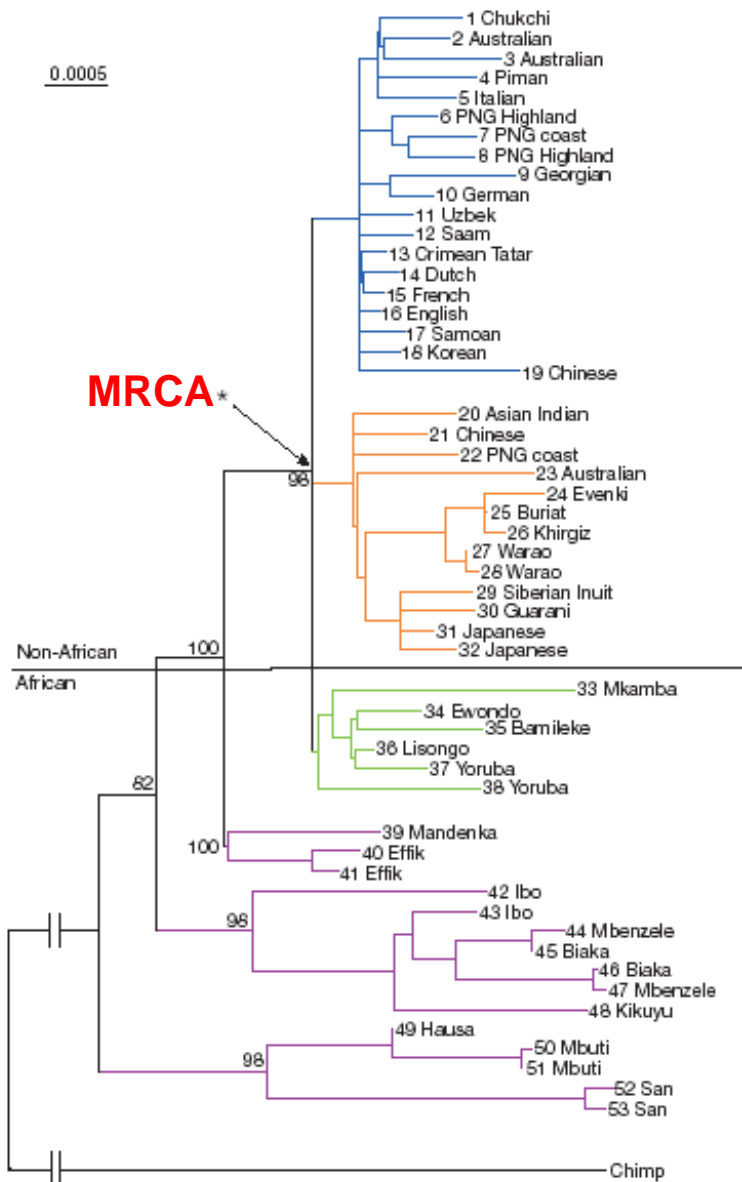 1 Chukchi
2 Australian
3 Australian
0.0005
4 Piman
5 Italian
6 PNG Highland
7 PNG coast
8 PNG Highland
9 Georgian
10 German
11 Uzbek
12 Saam
13 Crimean Tatar
14 Dutch
15 French
16 English
17 Samoan
18 Korean
19 Chinese
MRCA*
20 Asian Indian
21 Chinese
22 PNG coast
98
23 Australian
24 Evenki
25 Buriat
26 Khirgiz
27 Warao
28 Warao
29 Siberian Inuit
30 Guarani
31 Japanese
100
Non-African
32 Japanese
African
33 Mkamba
34 Ewondo
35 Bamileke
36 Lisongo
37 Yoruba
62
38 Yoruba
39 Mandenka
100
40 Effik
41 Effik
42 Ibo
98
43 Ibo
44 Mbenzele
45 Biaka
46 Biaka
47 Mbenzele
48 Kikuyu
49 Hausa
98
50 Mbuti
51 Mbuti
52 San
53 San
Chimp